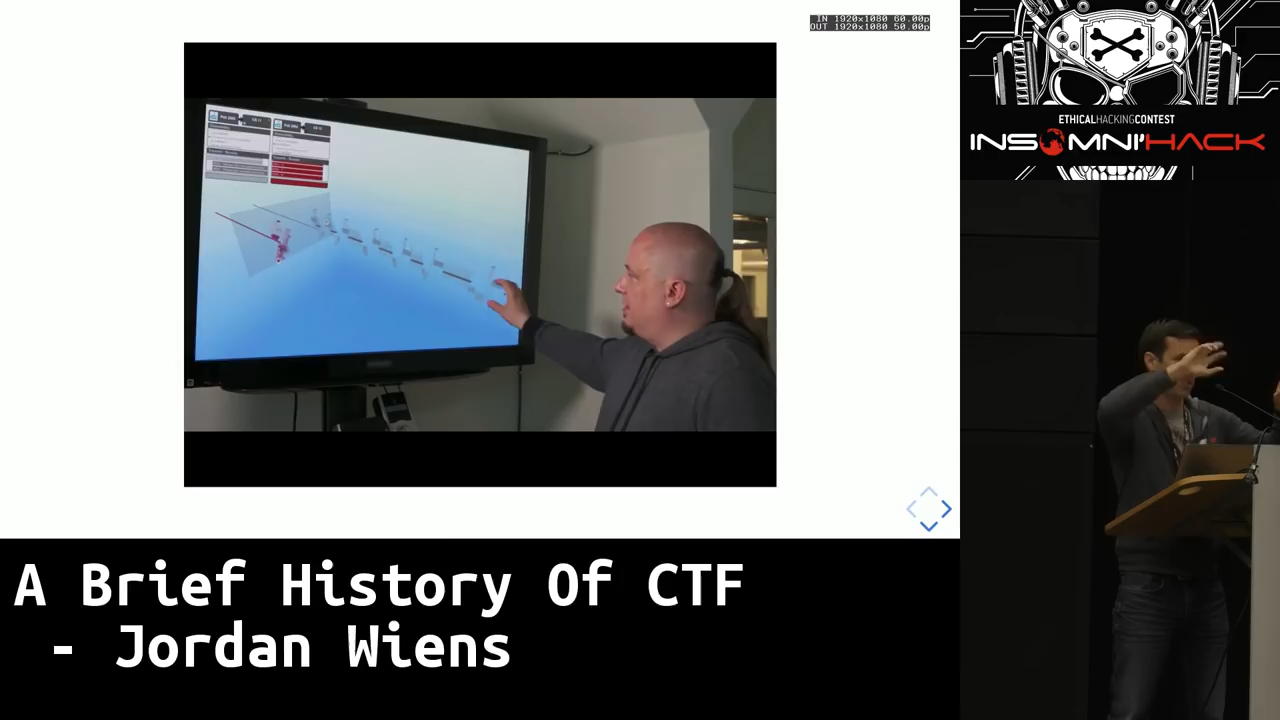 IN 1920x1080 60.00p
OUT 1920x1080 50.00p
ETHICALHACKINGCONTEST
INSOMNI'HACK
A Brief History Of CTF
- Jordan Wiens